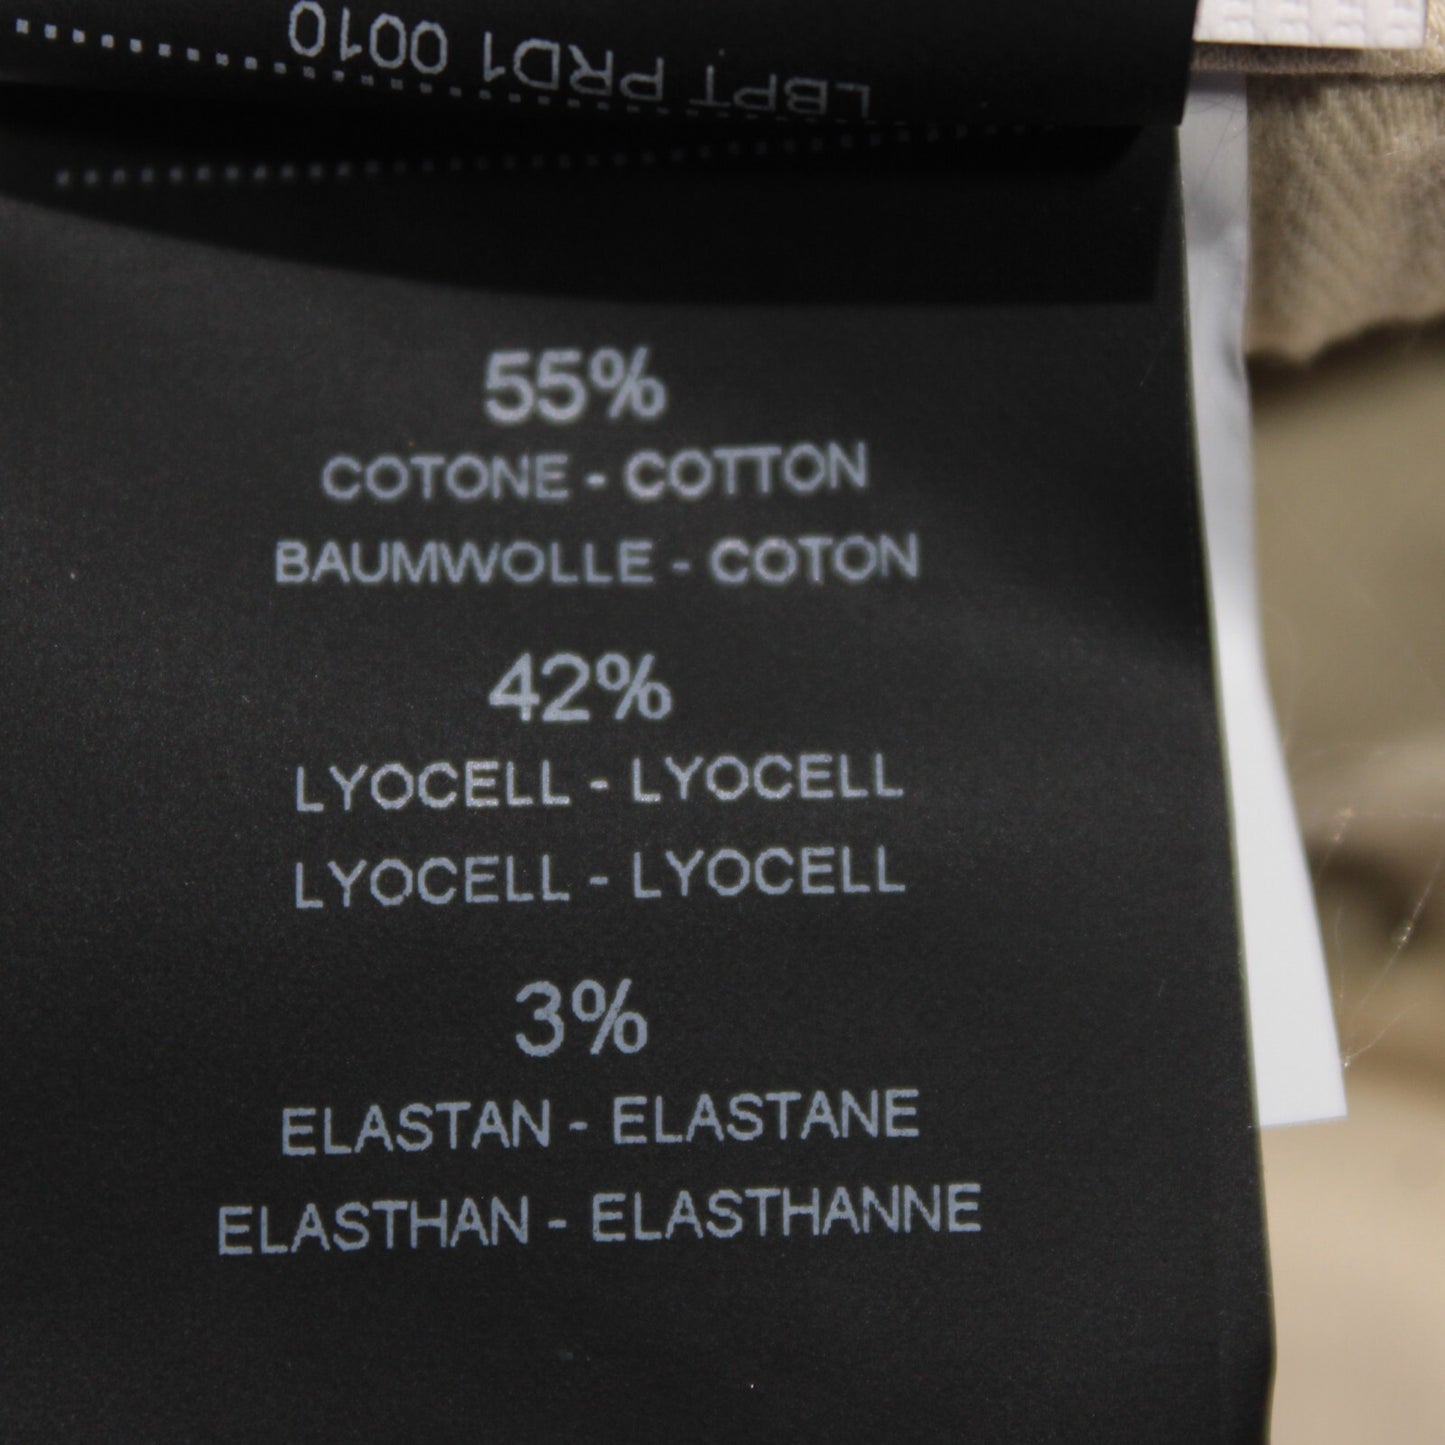 LBPT PRD1 0010
55%
COTONE - COTTON
BAUMWOLLE - COTON
42%
LYOCELL - LYOCELL
LYOCELL - LYOCELL
3%
ELASTAN - ELASTANE
ELASTHAN - ELASTHANNE